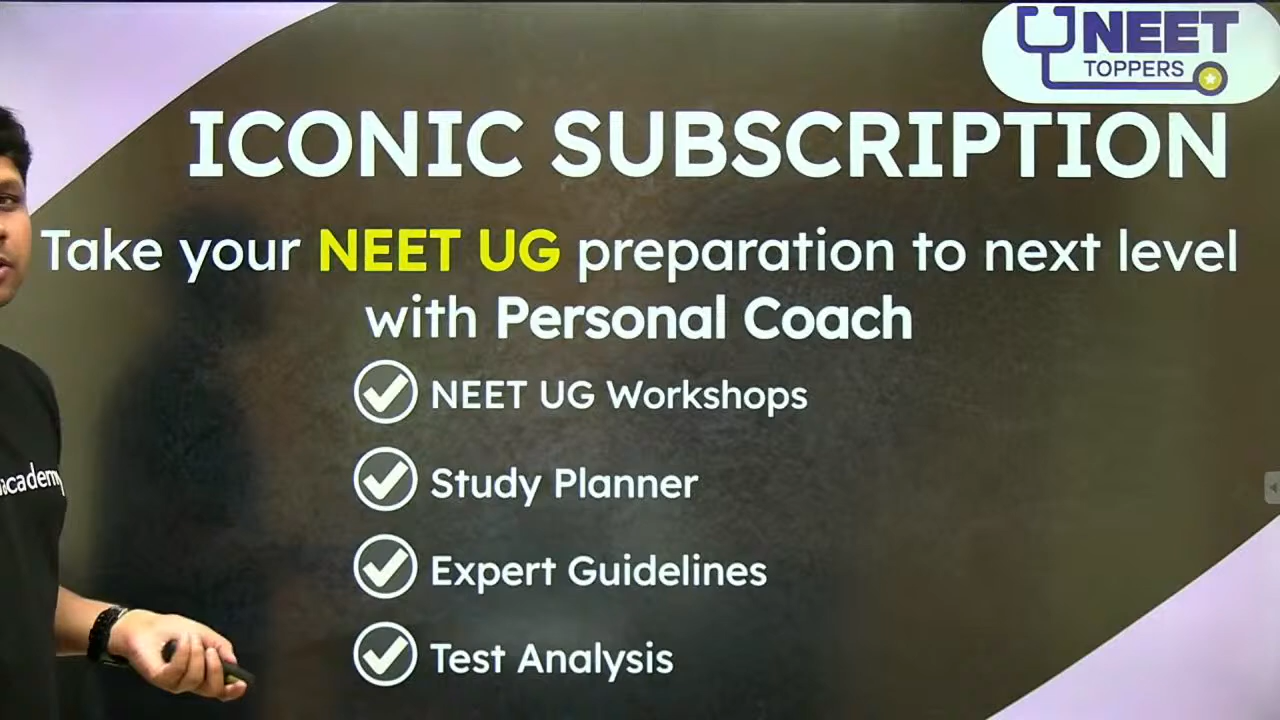 NEET
TOPPERS
ICONIC SUBSCRIPTION
Take your NEET UG preparation to next level
with Personal Coach
NEET UG Workshops
Study Planner
Expert Guidelines
Test Analysis